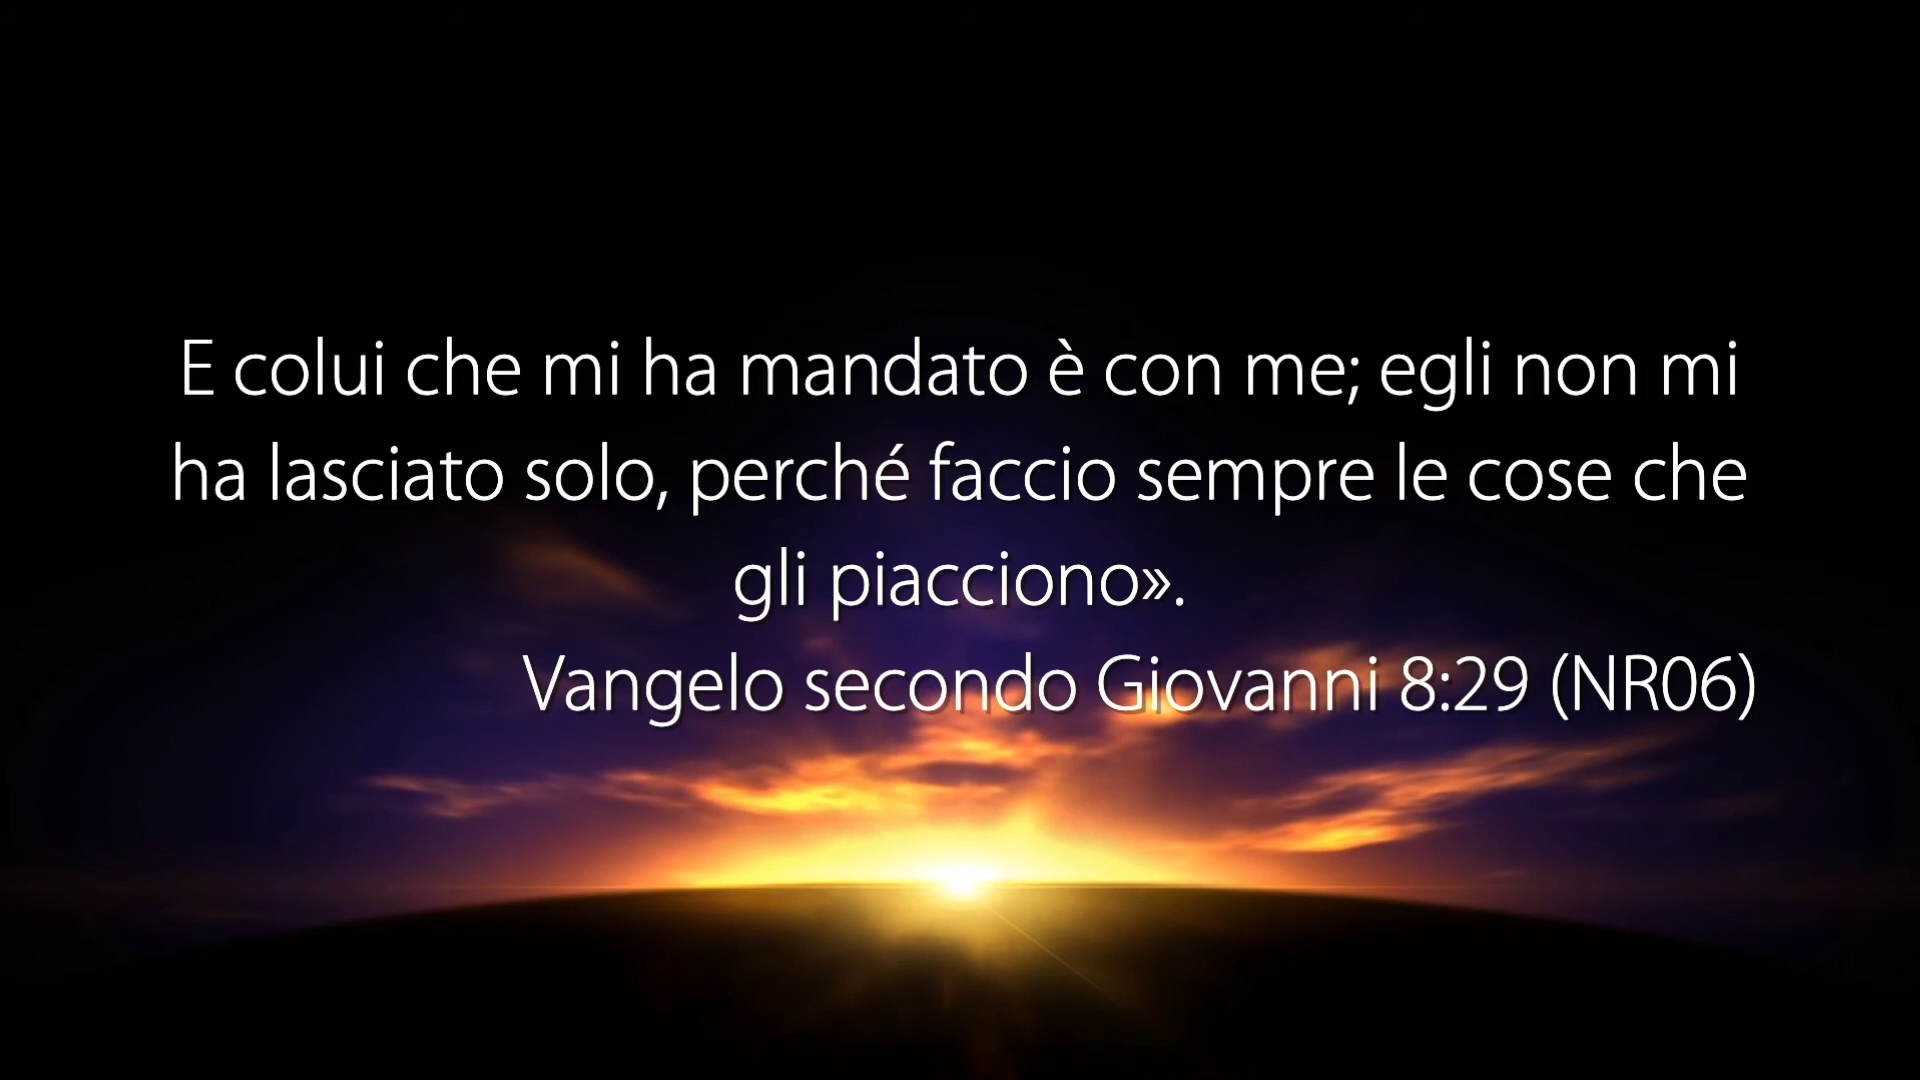 E colui che mi ha mandato è con me; egli non mi
ha lasciato solo, perché faccio sempre le cose che
gli piacciono».
Vangelo secondo Giovanni 8:29 (NR06)